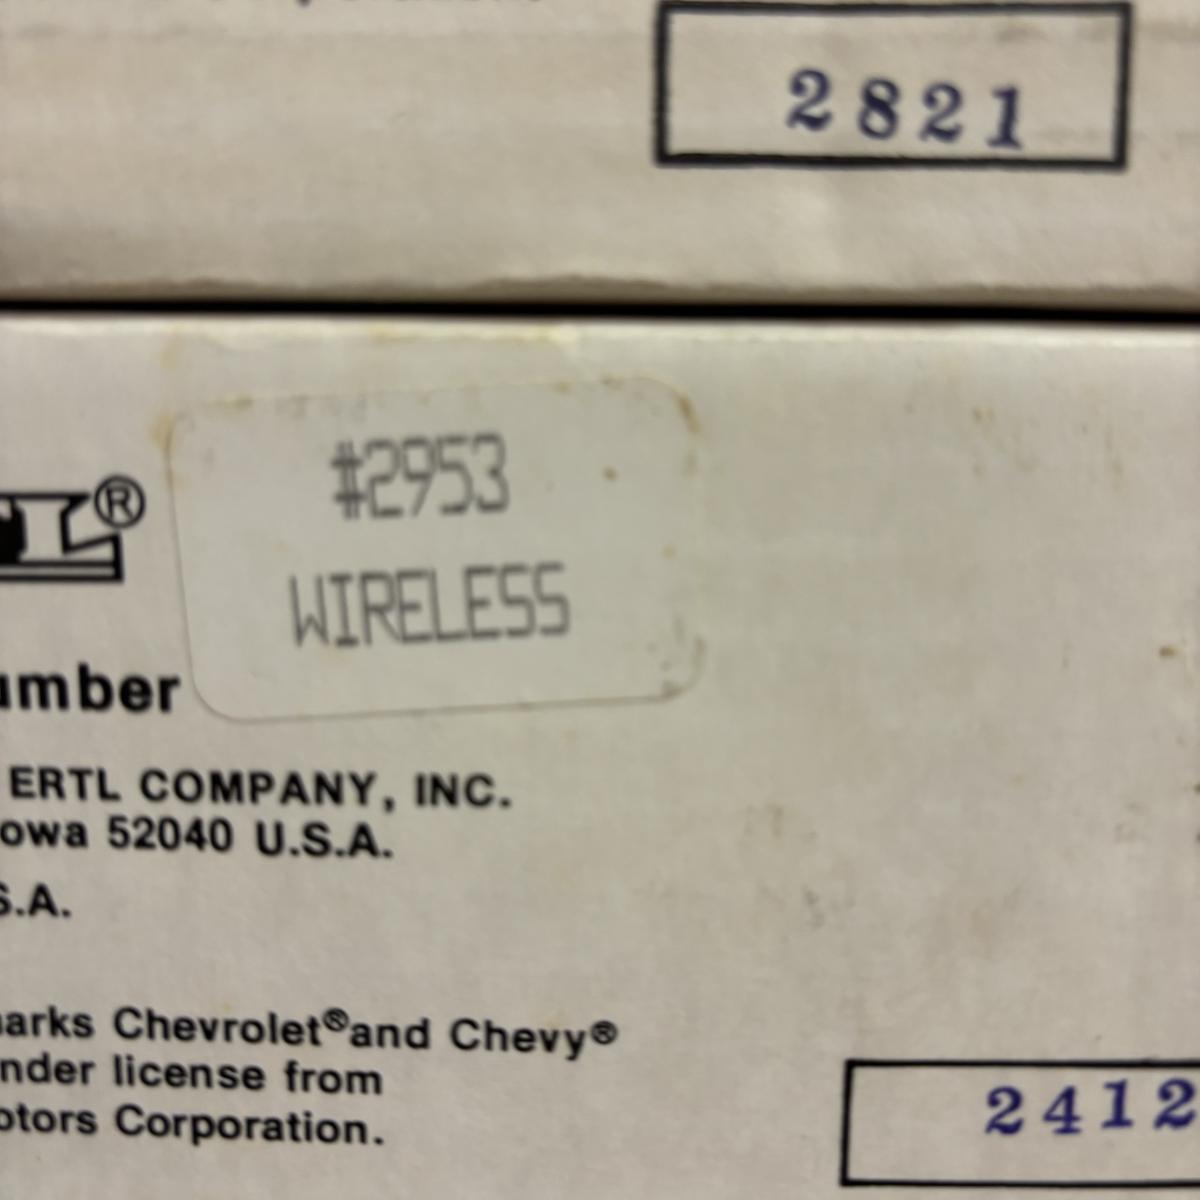 2821
#2953
WIRELESS
L®
umber
ERTL COMPANY, INC.
owa 52040 U.S.A.
S.A.
arks Chevrolet® and Chevy®
nder license from
otors Corporation.
2412